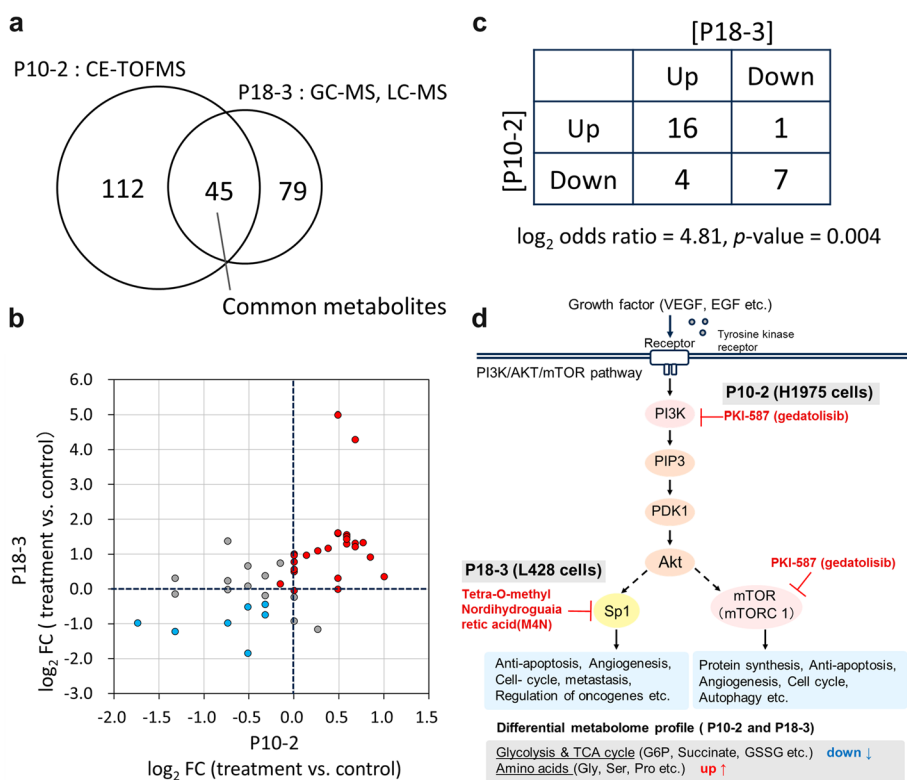 a
P10-2 : CE-TOFMS
P18-3 : GC-MS, LC-MS
112
45
79
Common metabolites
b
6.0
5.0
4.0
3.0
2.0
1.0
0.0
-1.0
-2.0
-3.0
-2.0 -1.5 -1.0 -0.5 0.0 0.5 1.0 1.5
P18-3
log2 FC ( treatment vs. control)
P10-2
log2 FC (treatment vs. control)
c
[P18-3]
Up Down
[P10-2]
Up 16 1
Down 4 7
log2 odds ratio = 4.81, p-value = 0.004
d
Growth factor (VEGF, EGF etc.)
Receptor
Tyrosine kinase
receptor
PI3K/AKT/mTOR pathway
P10-2 (H1975 cells)
PI3K
PKI-587 (gedatolisib)
PIP3
PDK1
Akt
PKI-587 (gedatolisib)
P18-3 (L428 cells)
Tetra-O-methyl
Nordihydroguaia
retic acid(M4N)
Sp1
mTOR
(mTORC 1)
Anti-apoptosis, Angiogenesis,
Cell- cycle, metastasis,
Regulation of oncogenes etc.
Protein synthesis, Anti-apoptosis,
Angiogenesis, Cell cycle,
Autophagy etc.
Differential metabolome profile ( P10-2 and P18-3)
Glycolysis & TCA cycle (G6P, Succinate, GSSG etc.) down ↓
Amino acids (Gly, Ser, Pro etc.) up ↑